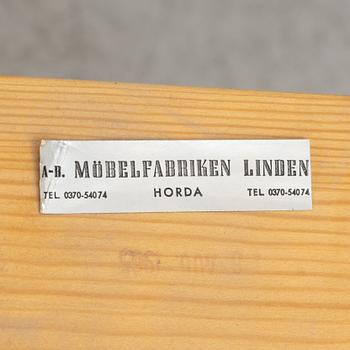 A-B. MÖBELFABRIKEN LINDEN
TEL. 0370-54074 HORDA TEL. 0370-54074